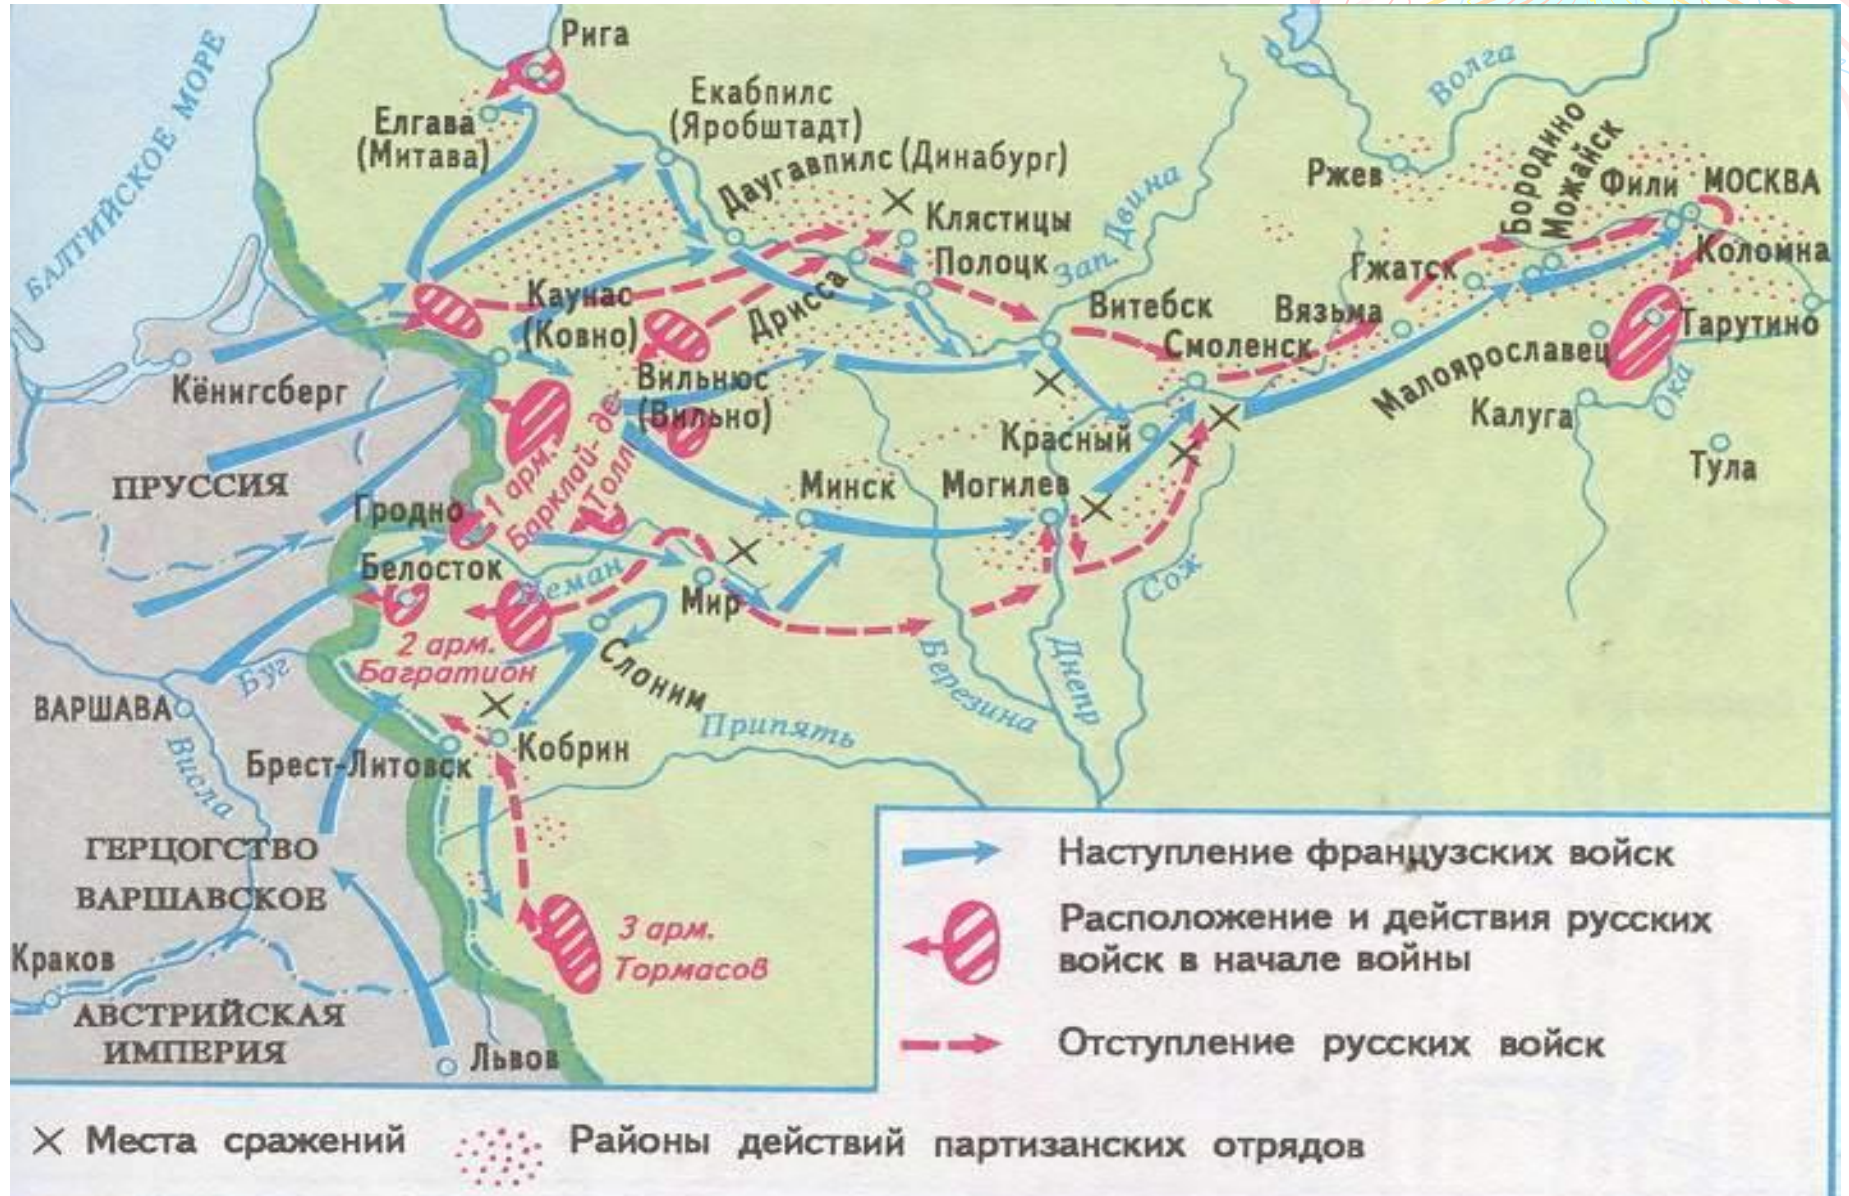 Рига
БАЛТИЙСКОЕ МОРЕ
Елгава
(Митава)
Екабпилс
(Яробштадт)
Даугавпилс (Динабург)
Клястицы
Полоцк
Дрисса
Зап. Двина
Волга
Ржев
Бородино
Можайск
Фили
МОСКВА
Коломна
Гжатск
Вязьма
Витебск
Смоленск
Тарутино
Малоярославец
Калуга
Ока
Тула
Каунас
(Ковно)
Кёнигсберг
Вильнюс
(Вильно)
Красный
ПРУССИЯ
Гродно
1 арм.
Барклай-де
Толли
Минск
Могилев
Белосток
Неман
Мир
Сож
2 арм.
Багратион
Слоним
Березина
Днепр
Буг
ВАРШАВА
Висла
Брест-Литовск
Кобрин
Припять
ГЕРЦОГСТВО
ВАРШАВСКОЕ
3 арм.
Тормасов
Краков
АВСТРИЙСКАЯ
ИМПЕРИЯ
Львов
Наступление французских войск
Расположение и действия русских
войск в начале войны
Отступление русских войск
Места сражений
Районы действий партизанских отрядов